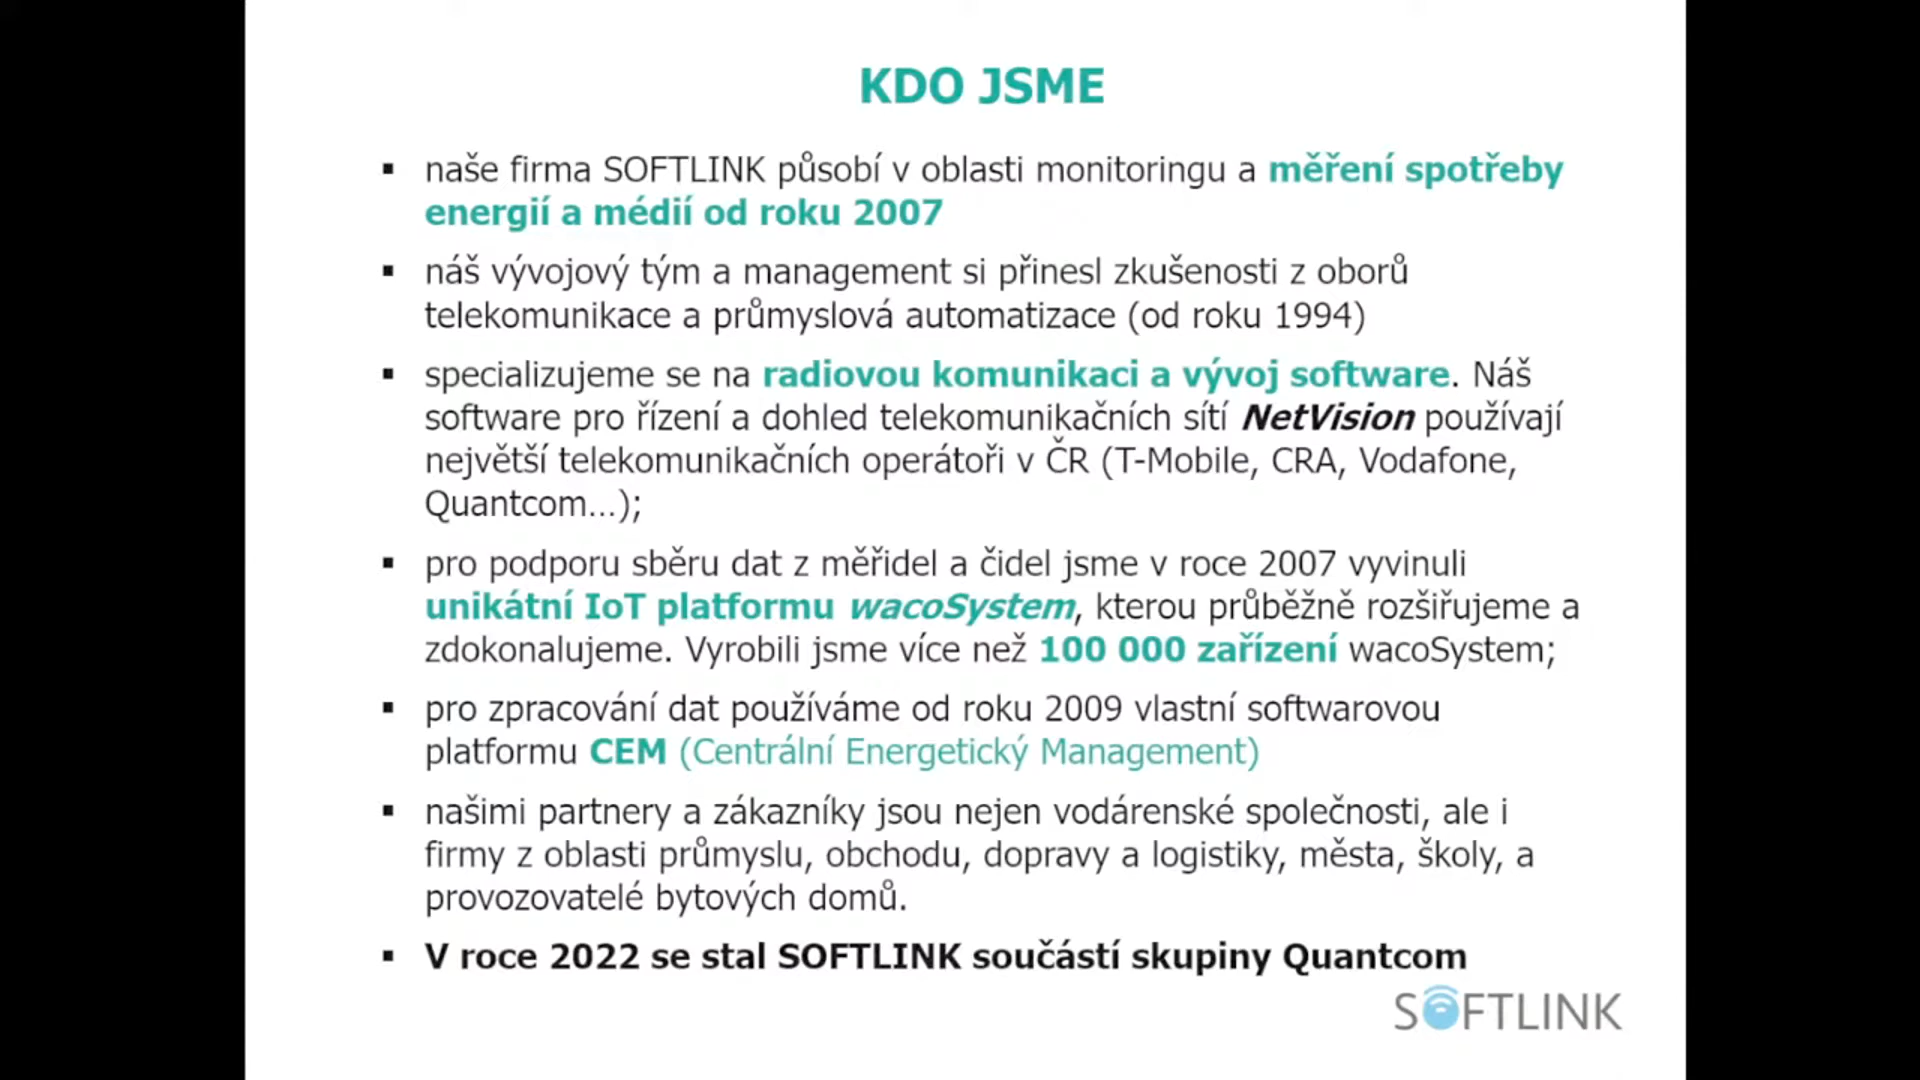 KDO JSME
▪ naše firma SOFTLINK působí v oblasti monitoringu a měření spotřeby
energií a médií od roku 2007
▪ náš vývojový tým a management si přinesl zkušenosti z oborů
telekomunikace a průmyslová automatizace (od roku 1994)
▪ specializujeme se na radiovou komunikaci a vývoj software. Náš
software pro řízení a dohled telekomunikačních sítí NetVision používají
největší telekomunikačních operátoři v ČR (T-Mobile, CRA, Vodafone,
Quantcom...);
▪ pro podporu sběru dat z měřidel a čidel jsme v roce 2007 vyvinuli
unikátní IoT platformu wacoSystem, kterou průběžně rozšiřujeme a
zdokonalujeme. Vyrobili jsme více než 100 000 zařízení wacoSystem;
▪ pro zpracování dat používáme od roku 2009 vlastní softwarovou
platformu CEM (Centrální Energetický Management)
▪ našimi partnery a zákazníky jsou nejen vodárenské společnosti, ale i
firmy z oblasti průmyslu, obchodu, dopravy a logistiky, města, školy, a
provozovatelé bytových domů.
▪ V roce 2022 se stal SOFTLINK součástí skupiny Quantcom
SOFTLINK